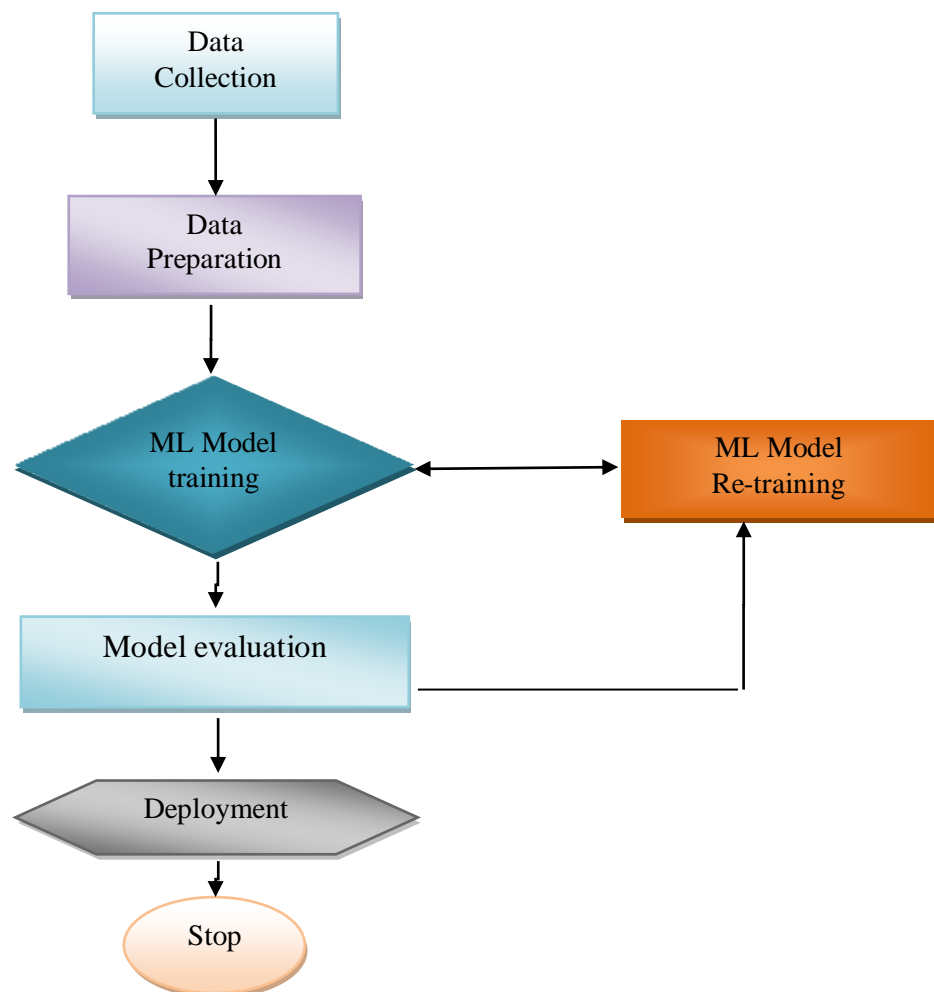 Data
Collection
Data
Preparation
ML Model
training
ML Model
Re-training
Model evaluation
Deployment
Stop